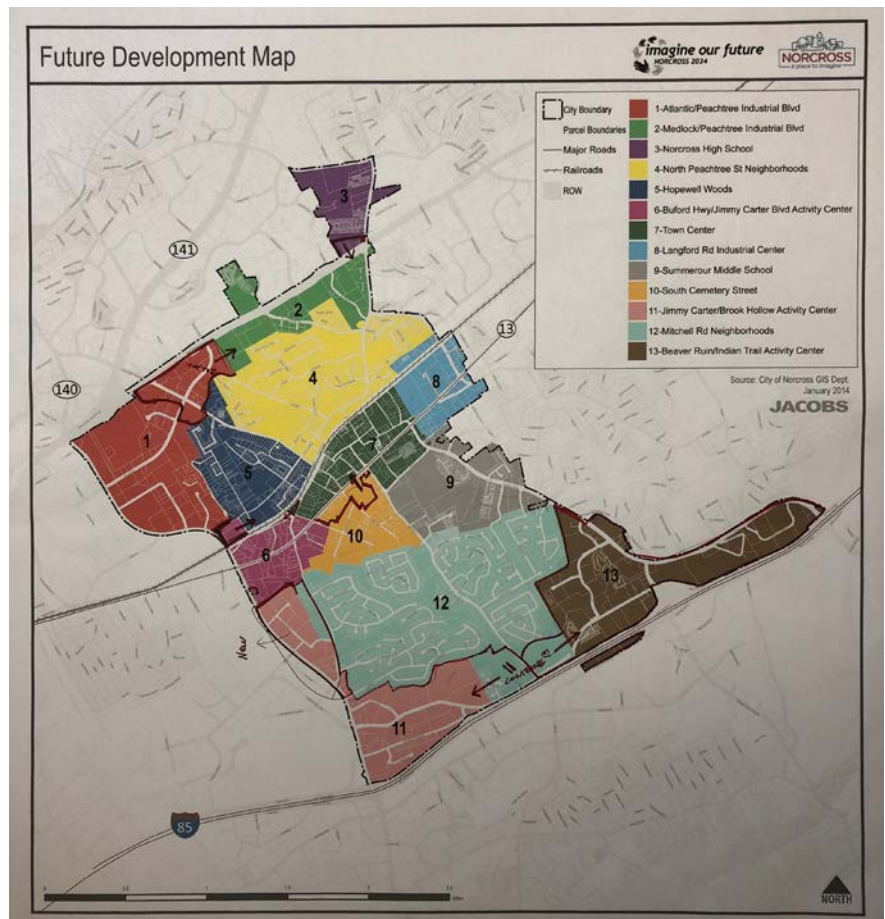 Future Development Map
imagine our future
NORCROSS 2034
NORCROSS
a place to imagine
City Boundary
Parcel Boundaries
Major Roads
Railroads
ROW
1-Atlantic/Peachtree Industrial Blvd
2-Medlock/Peachtree Industrial Blvd
3-Norcross High School
4-North Peachtree St Neighborhoods
5-Hopewell Woods
6-Buford Hwy/Jimmy Carter Blvd Activity Center
7-Town Center
8-Langford Rd Industrial Center
9-Summerour Middle School
10-South Cemetery Street
11-Jimmy Carter/Brook Hollow Activity Center
12-Mitchell Rd Neighborhoods
13-Beaver Ruin/Indian Trail Activity Center
Source: City of Norcross GIS Dept.
January 2014
JACOBS
3
141
2
13
140
4
8
1
7
5
9
6
10
13
12
New
11
11
85
NORTH